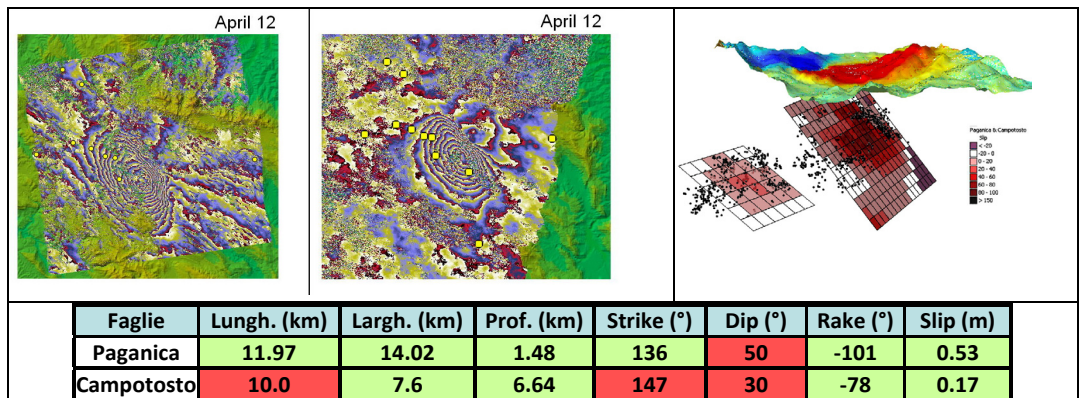 April 12
April 12
Paganica & Campotosto
Slip
< -20
-20 - 0
0 - 20
20 - 40
40 - 60
60 - 80
80 - 100
> 150
Faglie Lungh. (km) Largh. (km) Prof. (km) Strike (°) Dip (°) Rake (°) Slip (m)
Paganica 11.97 14.02 1.48 136 50 -101 0.53
Campotosto 10.0 7.6 6.64 147 30 -78 0.17